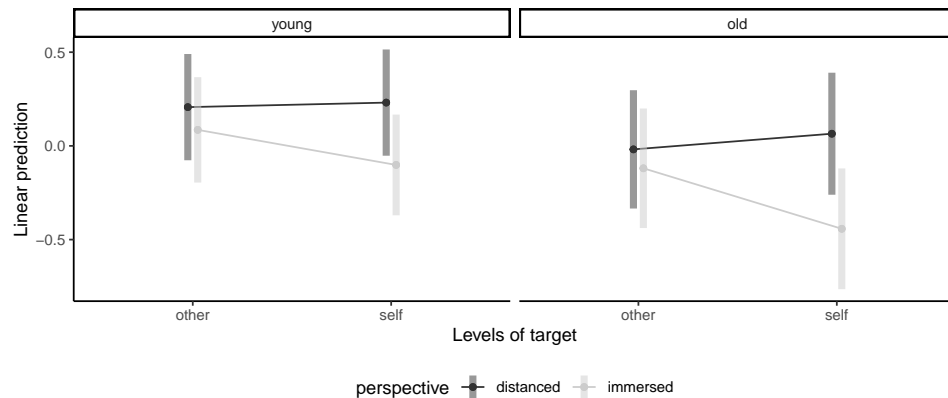 young old
0.5
0.0
−0.5
Linear prediction
other self other self
Levels of target
perspective distanced immersed